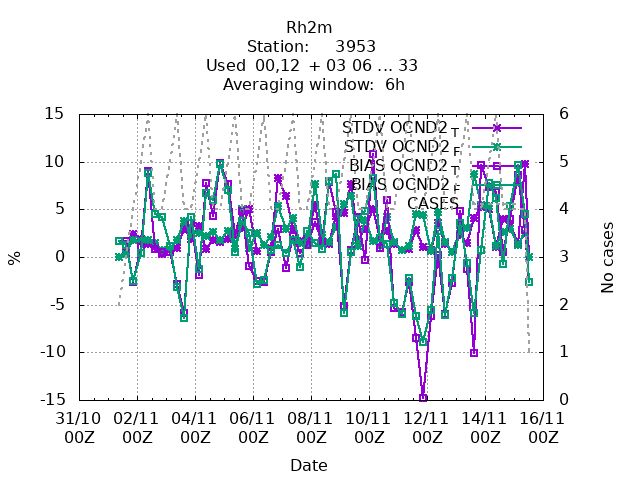 Rh2m
Station: 3953
Used 00,12 + 03 06 ... 33
Averaging window: 6h
15 6
STDV OCND2 T
STDV OCND2 F
10 5
BIAS OCND2 T
BIAS OCND2 F
CASES
5 4
0 3
-5 2
-10 1
-15 0
% No cases
31/10 02/11 04/11 06/11 08/11 10/11 12/11 14/11 16/11
00Z 00Z 00Z 00Z 00Z 00Z 00Z 00Z 00Z
Date